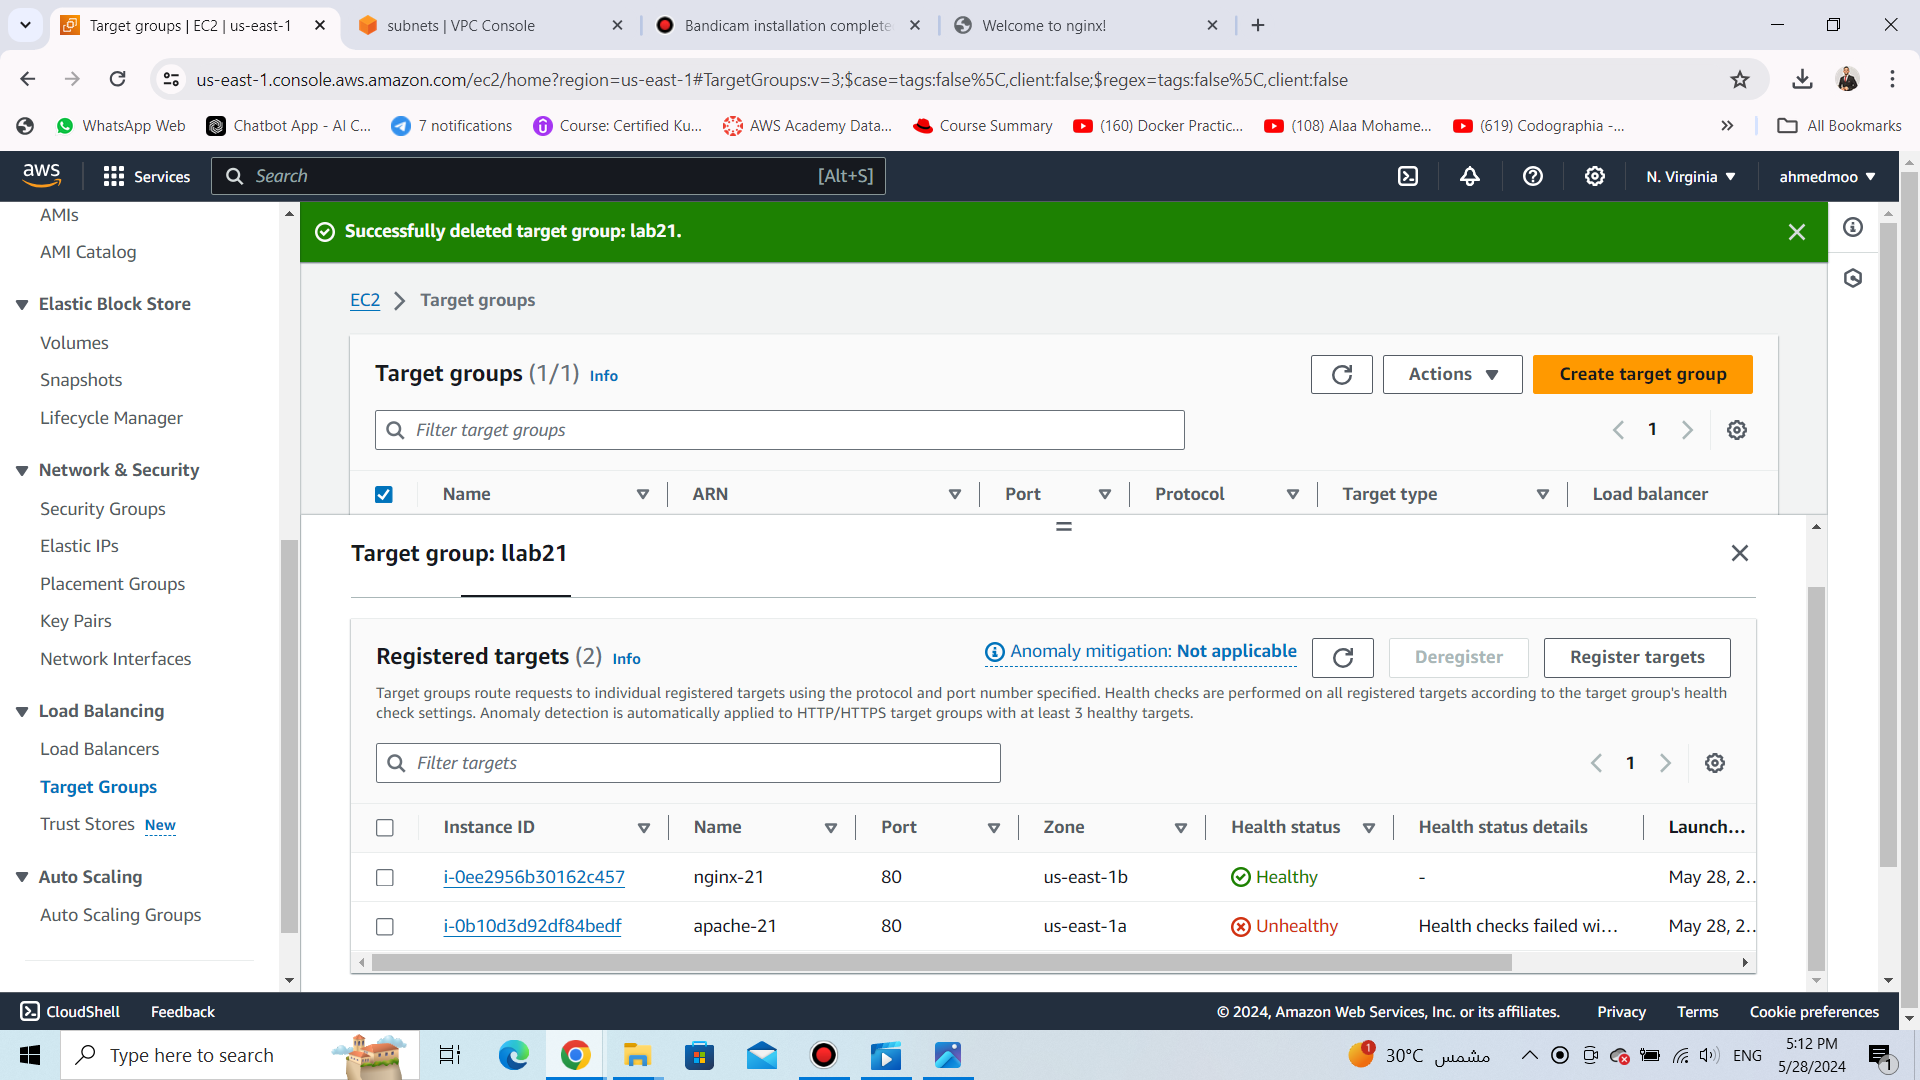 Target groups | EC2 | us-east-1
subnets | VPC Console
Bandicam installation complete
Welcome to nginx!
us-east-1.console.aws.amazon.com/ec2/home?region=us-east-1#TargetGroups:v=3;$case=tags:false%5C,client:false;$regex=tags:false%5C,client:false
WhatsApp Web
Chatbot App - AI C...
7 notifications
Course: Certified Ku...
AWS Academy Data...
Course Summary
(160) Docker Practic...
(108) Alaa Mohame...
(619) Codographia -...
All Bookmarks
aws
Services
Search
[Alt+S]
N. Virginia
ahmedmoo
AMIs
AMI Catalog
Elastic Block Store
Volumes
Snapshots
Lifecycle Manager
Network & Security
Security Groups
Elastic IPs
Placement Groups
Key Pairs
Network Interfaces
Load Balancing
Load Balancers
Target Groups
Trust Stores New
Auto Scaling
Auto Scaling Groups
Successfully deleted target group: lab21.
EC2 > Target groups
Target groups (1/1) Info
Actions
Create target group
Filter target groups
1
Name ARN Port Protocol Target type Load balancer
Target group: llab21
Registered targets (2) Info
Anomaly mitigation: Not applicable
Deregister
Register targets
Target groups route requests to individual registered targets using the protocol and port number specified. Health checks are performed on all registered targets according to the target group's health
check settings. Anomaly detection is automatically applied to HTTP/HTTPS target groups with at least 3 healthy targets.
Filter targets
1
Instance ID Name Port Zone Health status Health status details Launch...
i-0ee2956b30162c457 nginx-21 80 us-east-1b Healthy - May 28, 2...
i-0b10d3d92df84bedf apache-21 80 us-east-1a Unhealthy Health checks failed wi... May 28, 2...
CloudShell
Feedback
© 2024, Amazon Web Services, Inc. or its affiliates.
Privacy
Terms
Cookie preferences
Type here to search
1
30°C مشمس
ENG
5:12 PM
5/28/2024
1